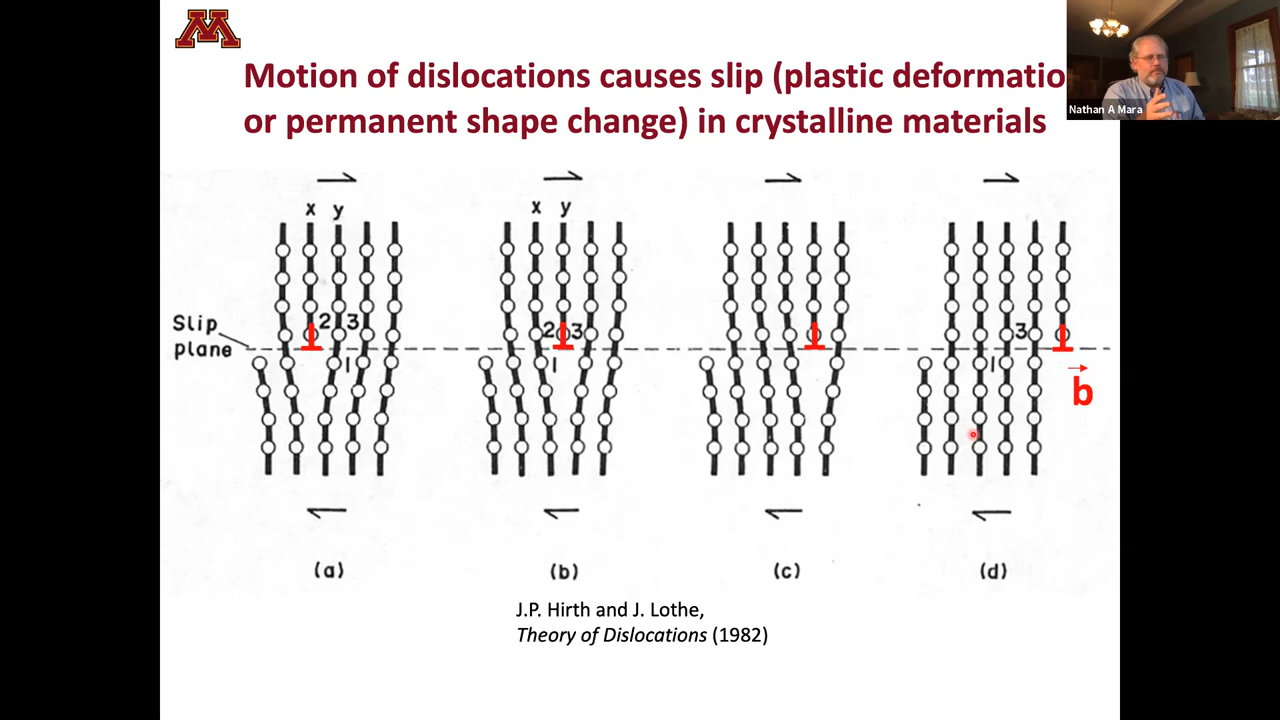 M
Motion of dislocations causes slip (plastic deformatio
or permanent shape change) in crystalline materials
Nathan A Mara
x y
x y
Slip
plane
2 3
1
2 3
1
3
1
b
(a)
(b)
(c)
(d)
J.P. Hirth and J. Lothe,
Theory of Dislocations (1982)